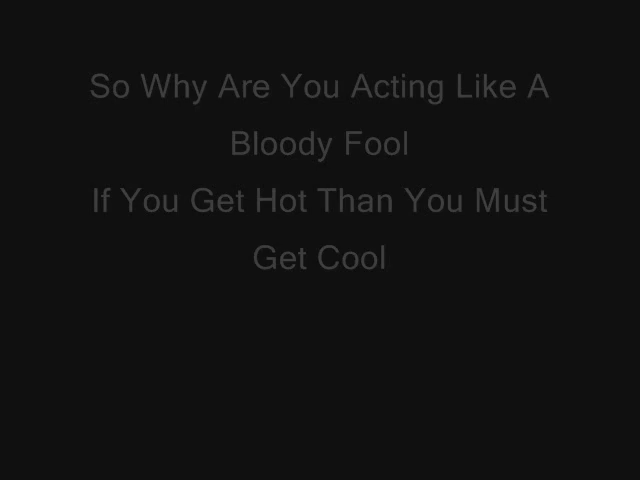 So Why Are You Acting Like A
Bloody Fool
If You Get Hot Than You Must
Get Cool